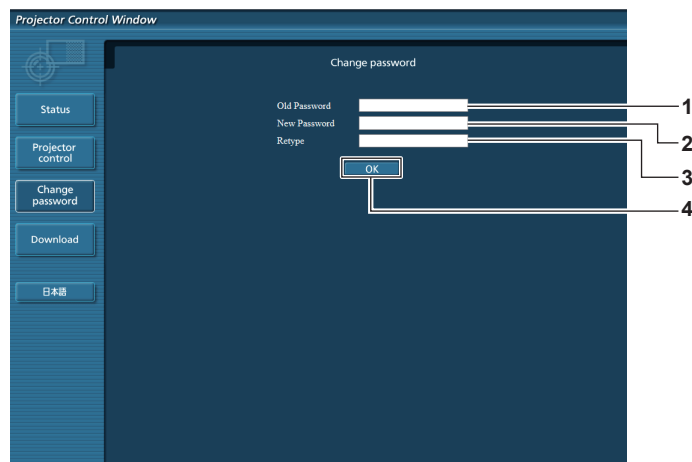 Projector Control Window
Change password
Old Password
1
New Password
2
Retype
3
OK
4
Status
Projector
control
Change
password
Download
日本語